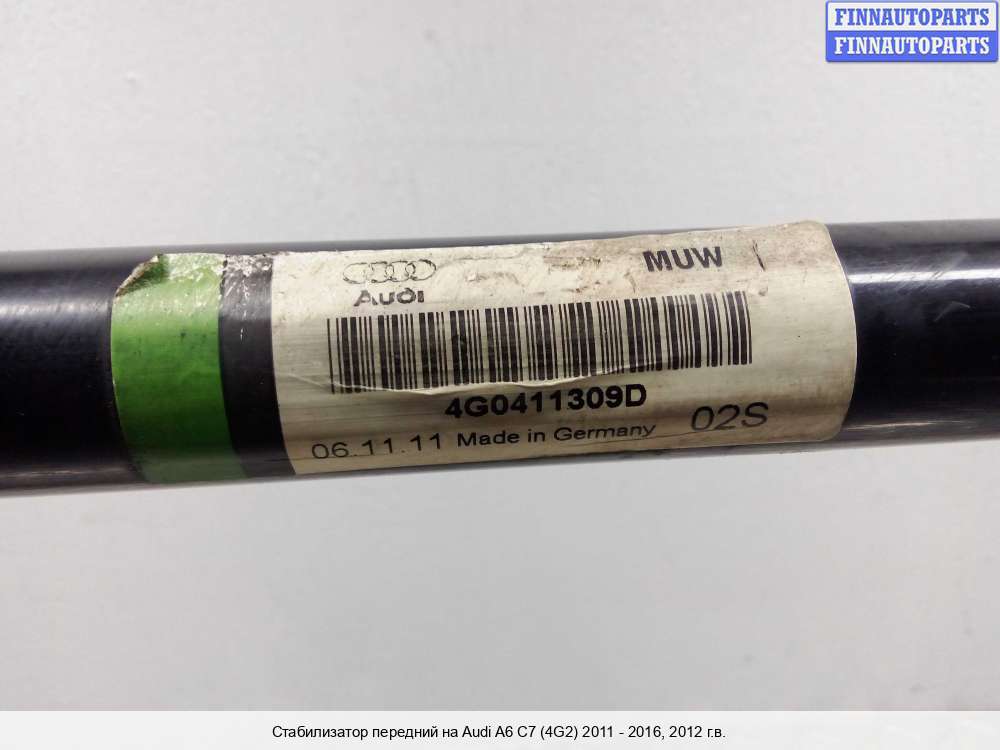 FINNAUTOPARTS
FINNAUTOPARTS
MUW
Audi
4G0411309D
06.11.11 Made in Germany 02S
Стабилизатор передний на Audi A6 C7 (4G2) 2011 - 2016, 2012 г.в.